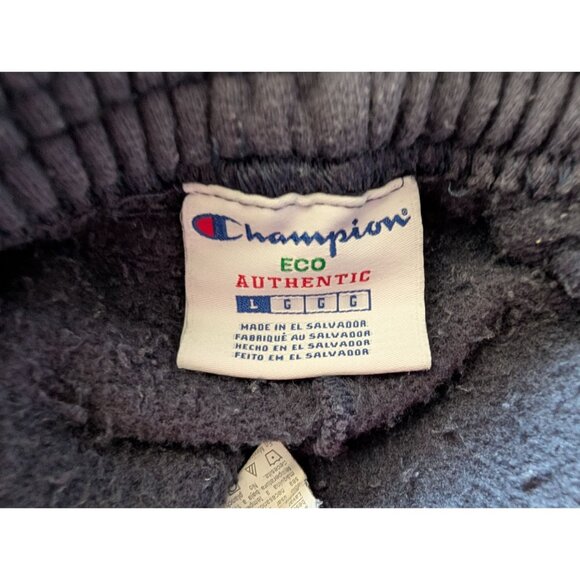 Champion
ECO
AUTHENTIC
L G G G
MADE IN EL SALVADOR
FABRIQUÉ AU SALVADOR
HECHO EN EL SALVADOR
FEITO EM EL SALVADOR